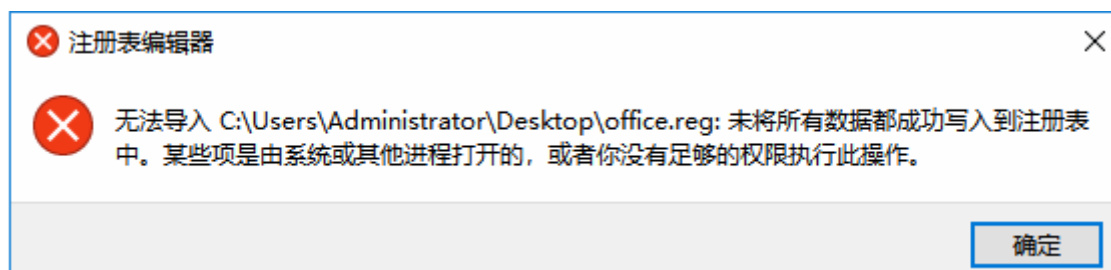 注册表编辑器
无法导入 C:\Users\Administrator\Desktop\office.reg: 未将所有数据都成功写入到注册表
中。某些项是由系统或其他进程打开的，或者你没有足够的权限执行此操作。
确定